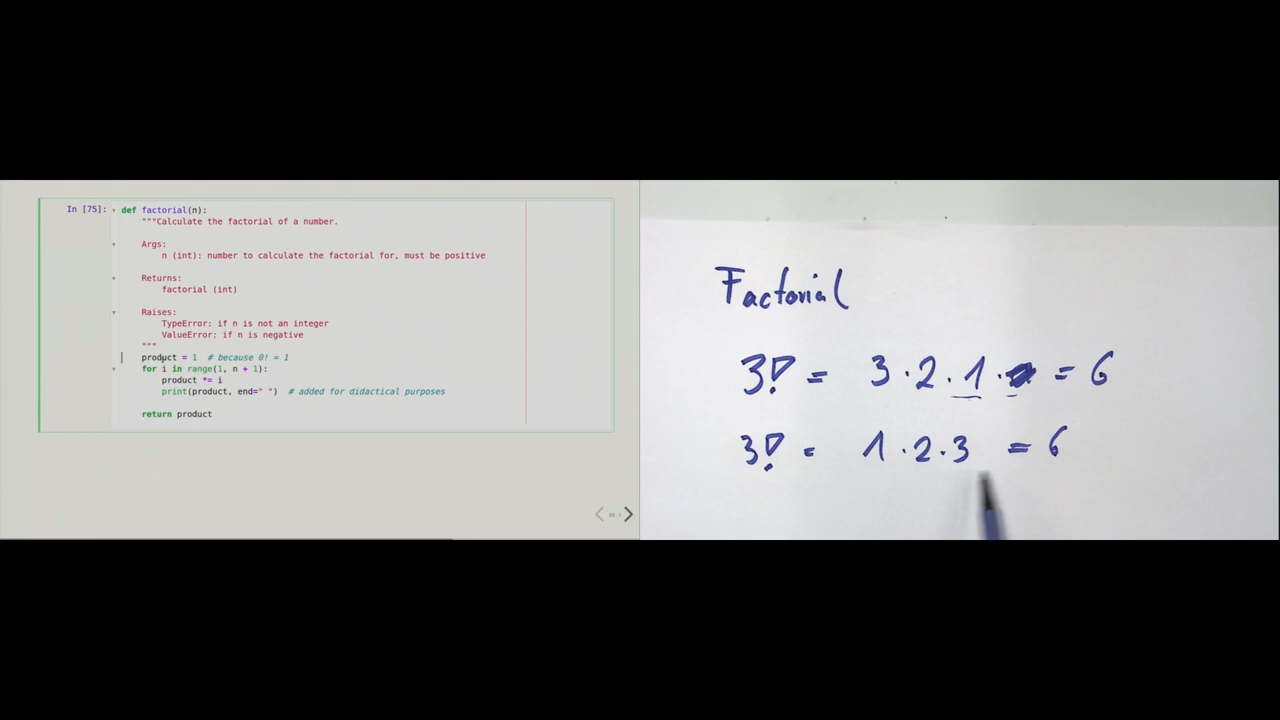 In [75]: def factorial(n):
"""Calculate the factorial of a number.
Args:
n (int): number to calculate the factorial for, must be positive
Returns:
factorial (int)
Raises:
TypeError: if n is not an integer
ValueError: if n is negative
"""
product = 1 # because 0! = 1
for i in range(1, n + 1):
product *= i
print(product, end=" ") # added for didactical purposes
return product
Factorial
3! = 3 · 2 · 1 · = 6
3! = 1 · 2 · 3 = 6